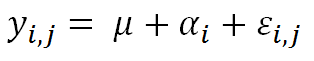 y_{i,j} = μ + α_i + ε_{i,j}